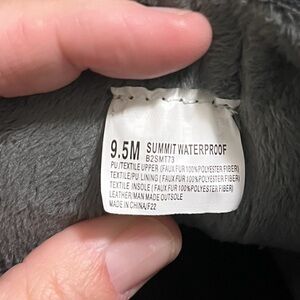 9.5M SUMMIT WATERPROOF
B2SMT73
PU/TEXTILE UPPER (FAUX FUR 100% POLYESTER FIBER)
TEXTILE/PU LINING (FAUX FUR 100% POLYESTER FIBER)
TEXTILE INSOLE (FAUX FUR 100% POLYESTER FIBER)
LEATHER/MAN MADE OUTSOLE
MADE IN CHINA/F22